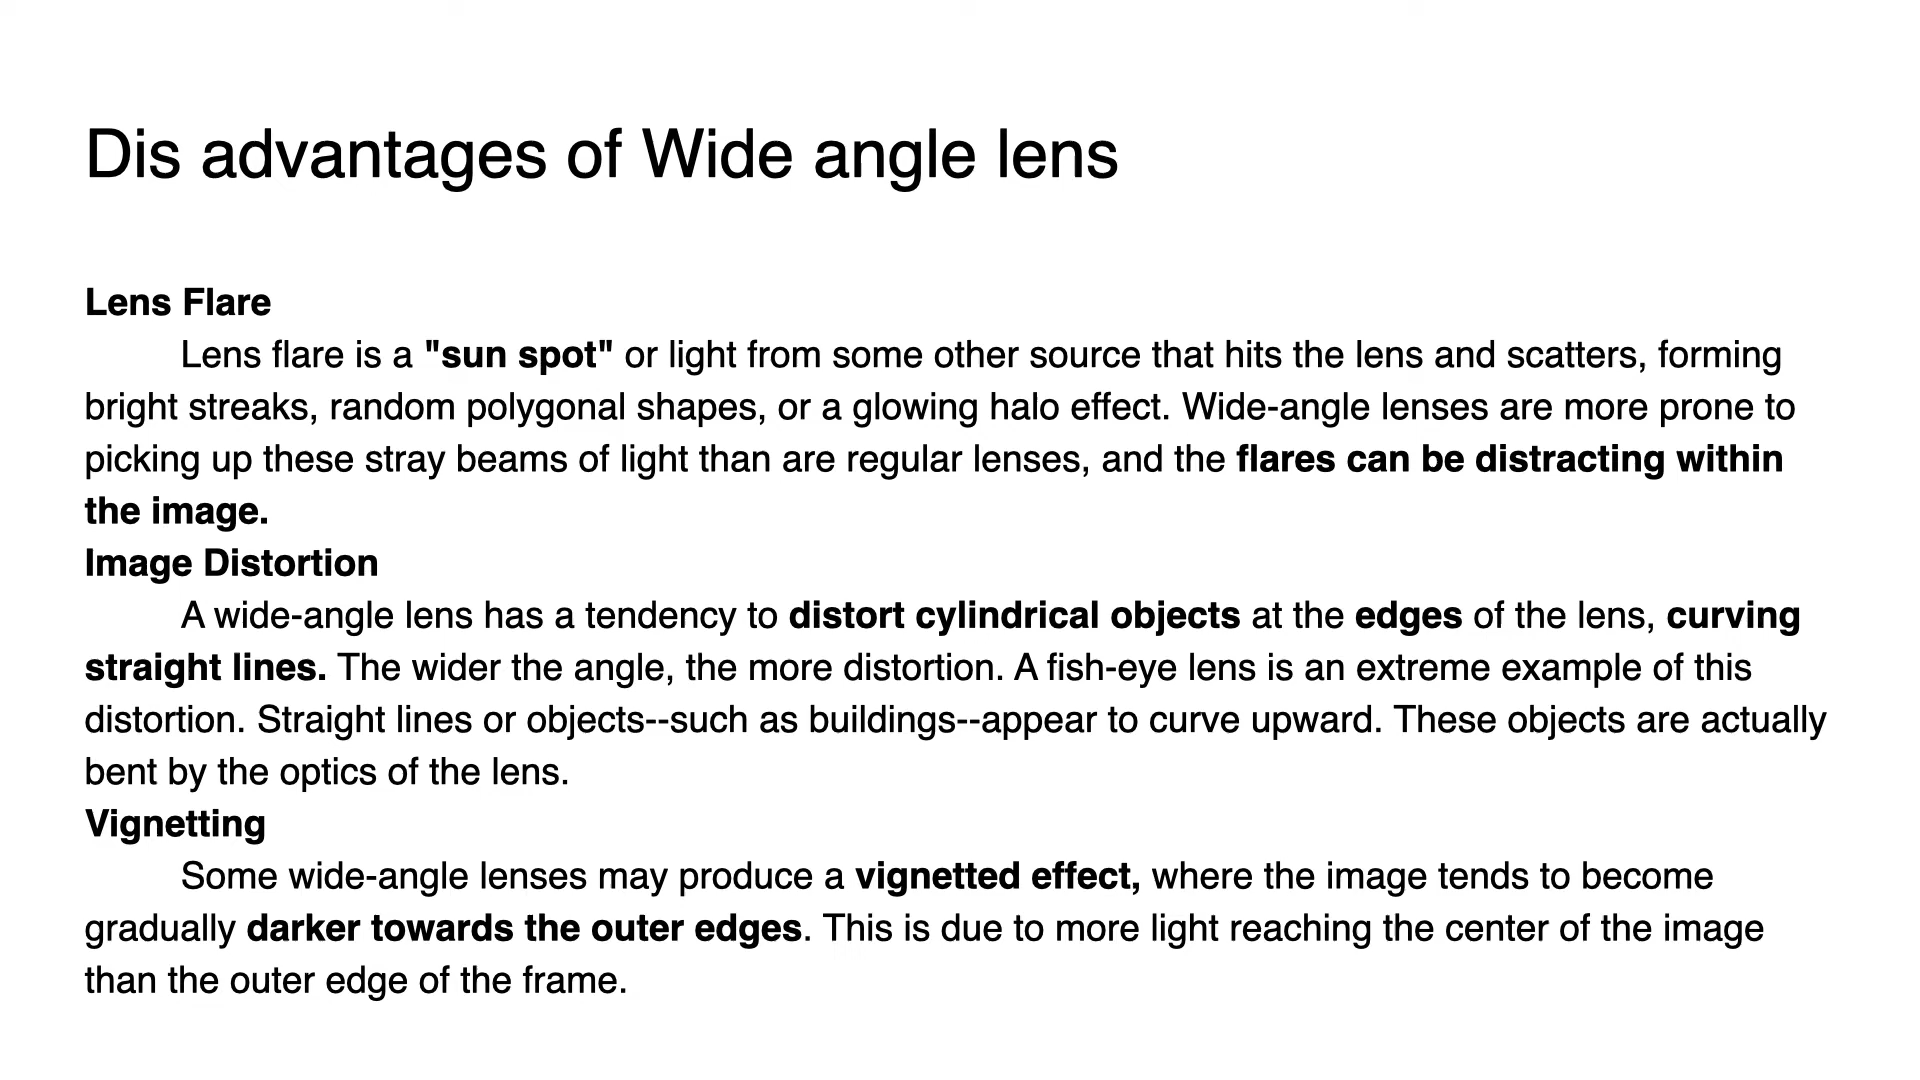 Dis advantages of Wide angle lens
Lens Flare
Lens flare is a "sun spot" or light from some other source that hits the lens and scatters, forming
bright streaks, random polygonal shapes, or a glowing halo effect. Wide-angle lenses are more prone to
picking up these stray beams of light than are regular lenses, and the flares can be distracting within
the image.
Image Distortion
A wide-angle lens has a tendency to distort cylindrical objects at the edges of the lens, curving
straight lines. The wider the angle, the more distortion. A fish-eye lens is an extreme example of this
distortion. Straight lines or objects--such as buildings--appear to curve upward. These objects are actually
bent by the optics of the lens.
Vignetting
Some wide-angle lenses may produce a vignetted effect, where the image tends to become
gradually darker towards the outer edges. This is due to more light reaching the center of the image
than the outer edge of the frame.